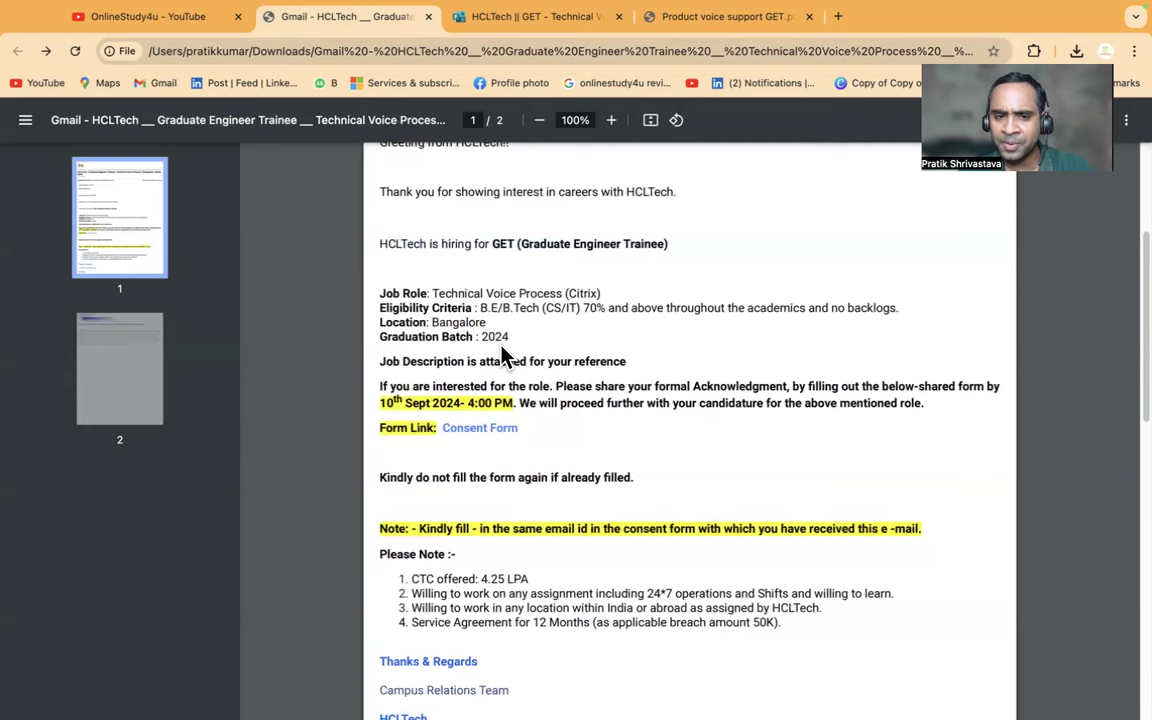 OnlineStudy4u - YouTube
Gmail - HCLTech __ Graduate
HCLTech || GET - Technical V
Product voice support GET.p
File
/Users/pratikkumar/Downloads/Gmail%20-%20HCLTech%20__%20Graduate%20Engineer%20Trainee%20__%20Technical%20Voice%20Process%20__%...
YouTube
Maps
Gmail
Post | Feed | Linke...
B
Services & subscri...
Profile photo
onlinestudy4u revi...
(2) Notifications |...
Copy of Copy o
marks
Gmail - HCLTech __ Graduate Engineer Trainee __ Technical Voice Proces...
1 / 2
100%
Pratik Shrivastava
1
2
Greeting from HCLTech!!
Thank you for showing interest in careers with HCLTech.
HCLTech is hiring for GET (Graduate Engineer Trainee)
Job Role: Technical Voice Process (Citrix)
Eligibility Criteria : B.E/B.Tech (CS/IT) 70% and above throughout the academics and no backlogs.
Location: Bangalore
Graduation Batch : 2024
Job Description is attached for your reference
If you are interested for the role. Please share your formal Acknowledgment, by filling out the below-shared form by
10th Sept 2024- 4:00 PM. We will proceed further with your candidature for the above mentioned role.
Form Link: Consent Form
Kindly do not fill the form again if already filled.
Note: - Kindly fill - in the same email id in the consent form with which you have received this e -mail.
Please Note :-
1. CTC offered: 4.25 LPA
2. Willing to work on any assignment including 24*7 operations and Shifts and willing to learn.
3. Willing to work in any location within India or abroad as assigned by HCLTech.
4. Service Agreement for 12 Months (as applicable breach amount 50K).
Thanks & Regards
Campus Relations Team
HCLTech